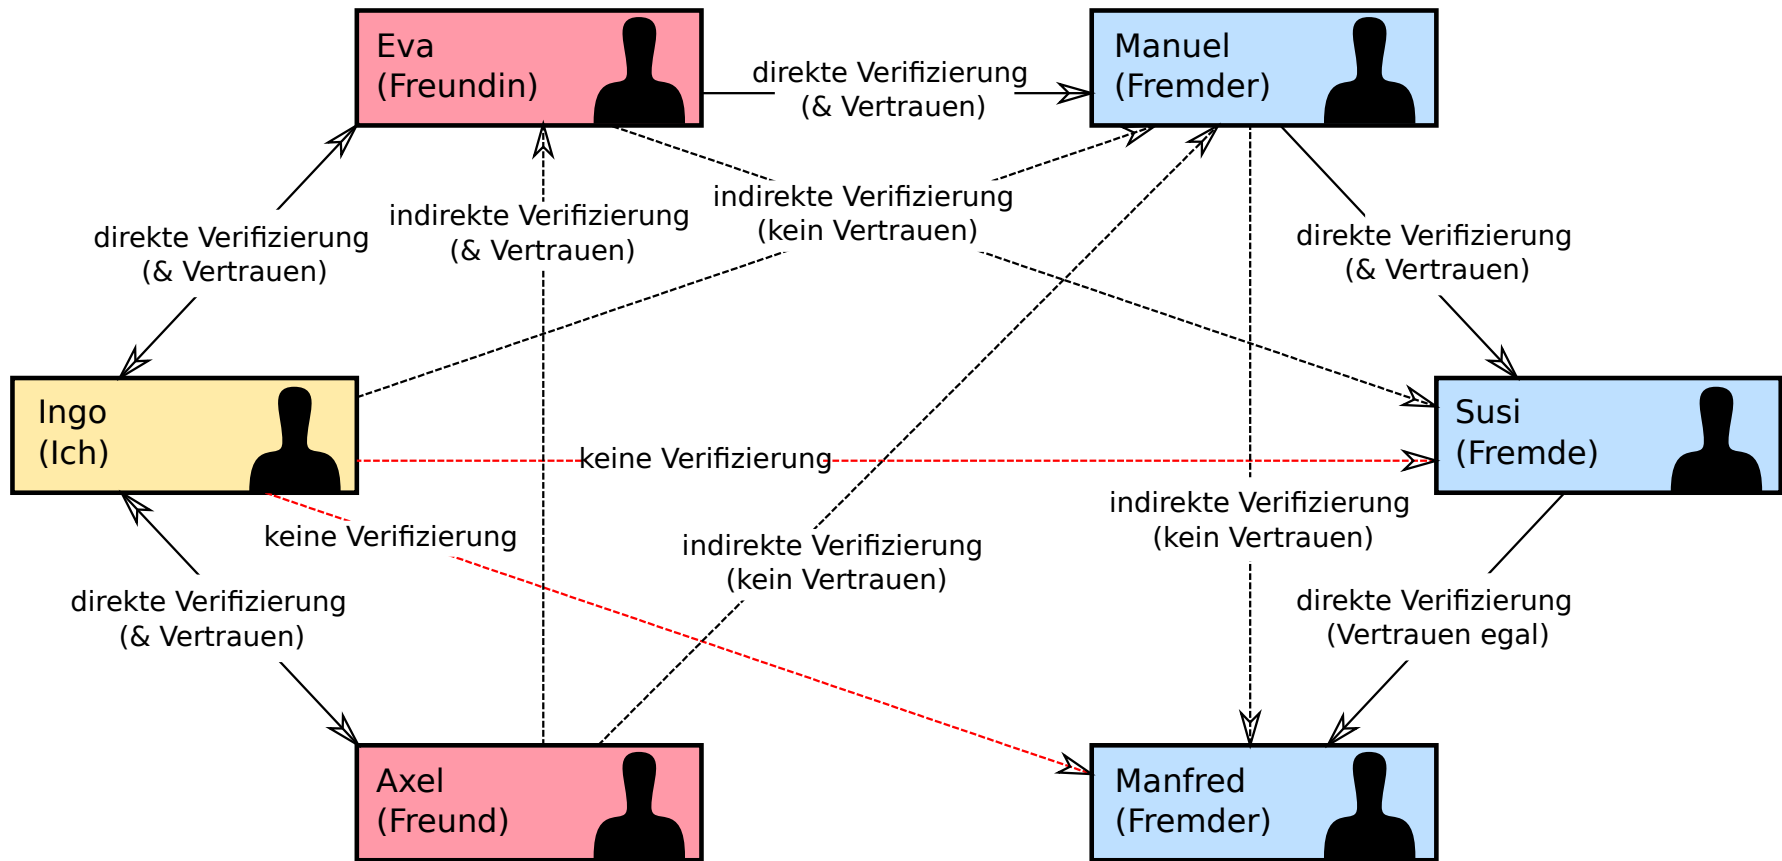 Eva
(Freundin)
Manuel
(Fremder)
direkte Verifizierung
(& Vertrauen)
indirekte Verifizierung
(kein Vertrauen)
indirekte Verifizierung
(& Vertrauen)
direkte Verifizierung
(& Vertrauen)
direkte Verifizierung
(& Vertrauen)
Ingo
(Ich)
Susi
(Fremde)
keine Verifizierung
keine Verifizierung
indirekte Verifizierung
(kein Vertrauen)
indirekte Verifizierung
(kein Vertrauen)
direkte Verifizierung
(& Vertrauen)
direkte Verifizierung
(Vertrauen egal)
Axel
(Freund)
Manfred
(Fremder)